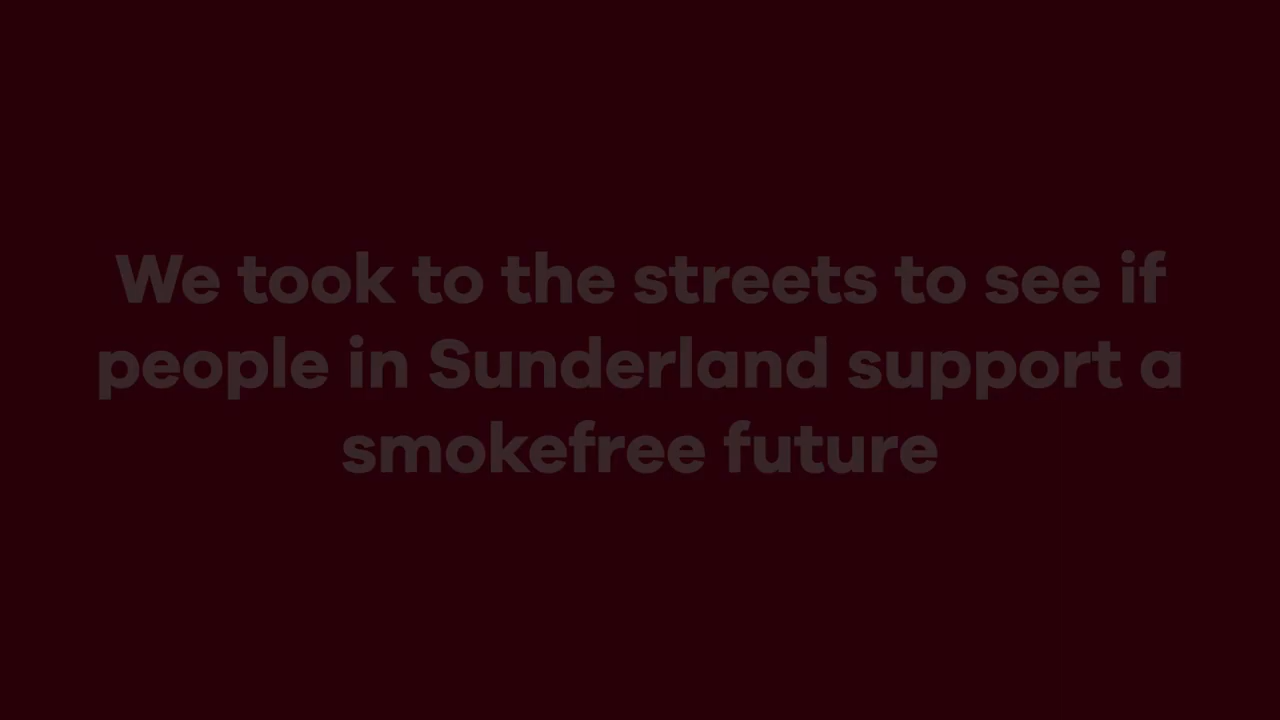 We took to the streets to see if
people in Sunderland support a
smokefree future